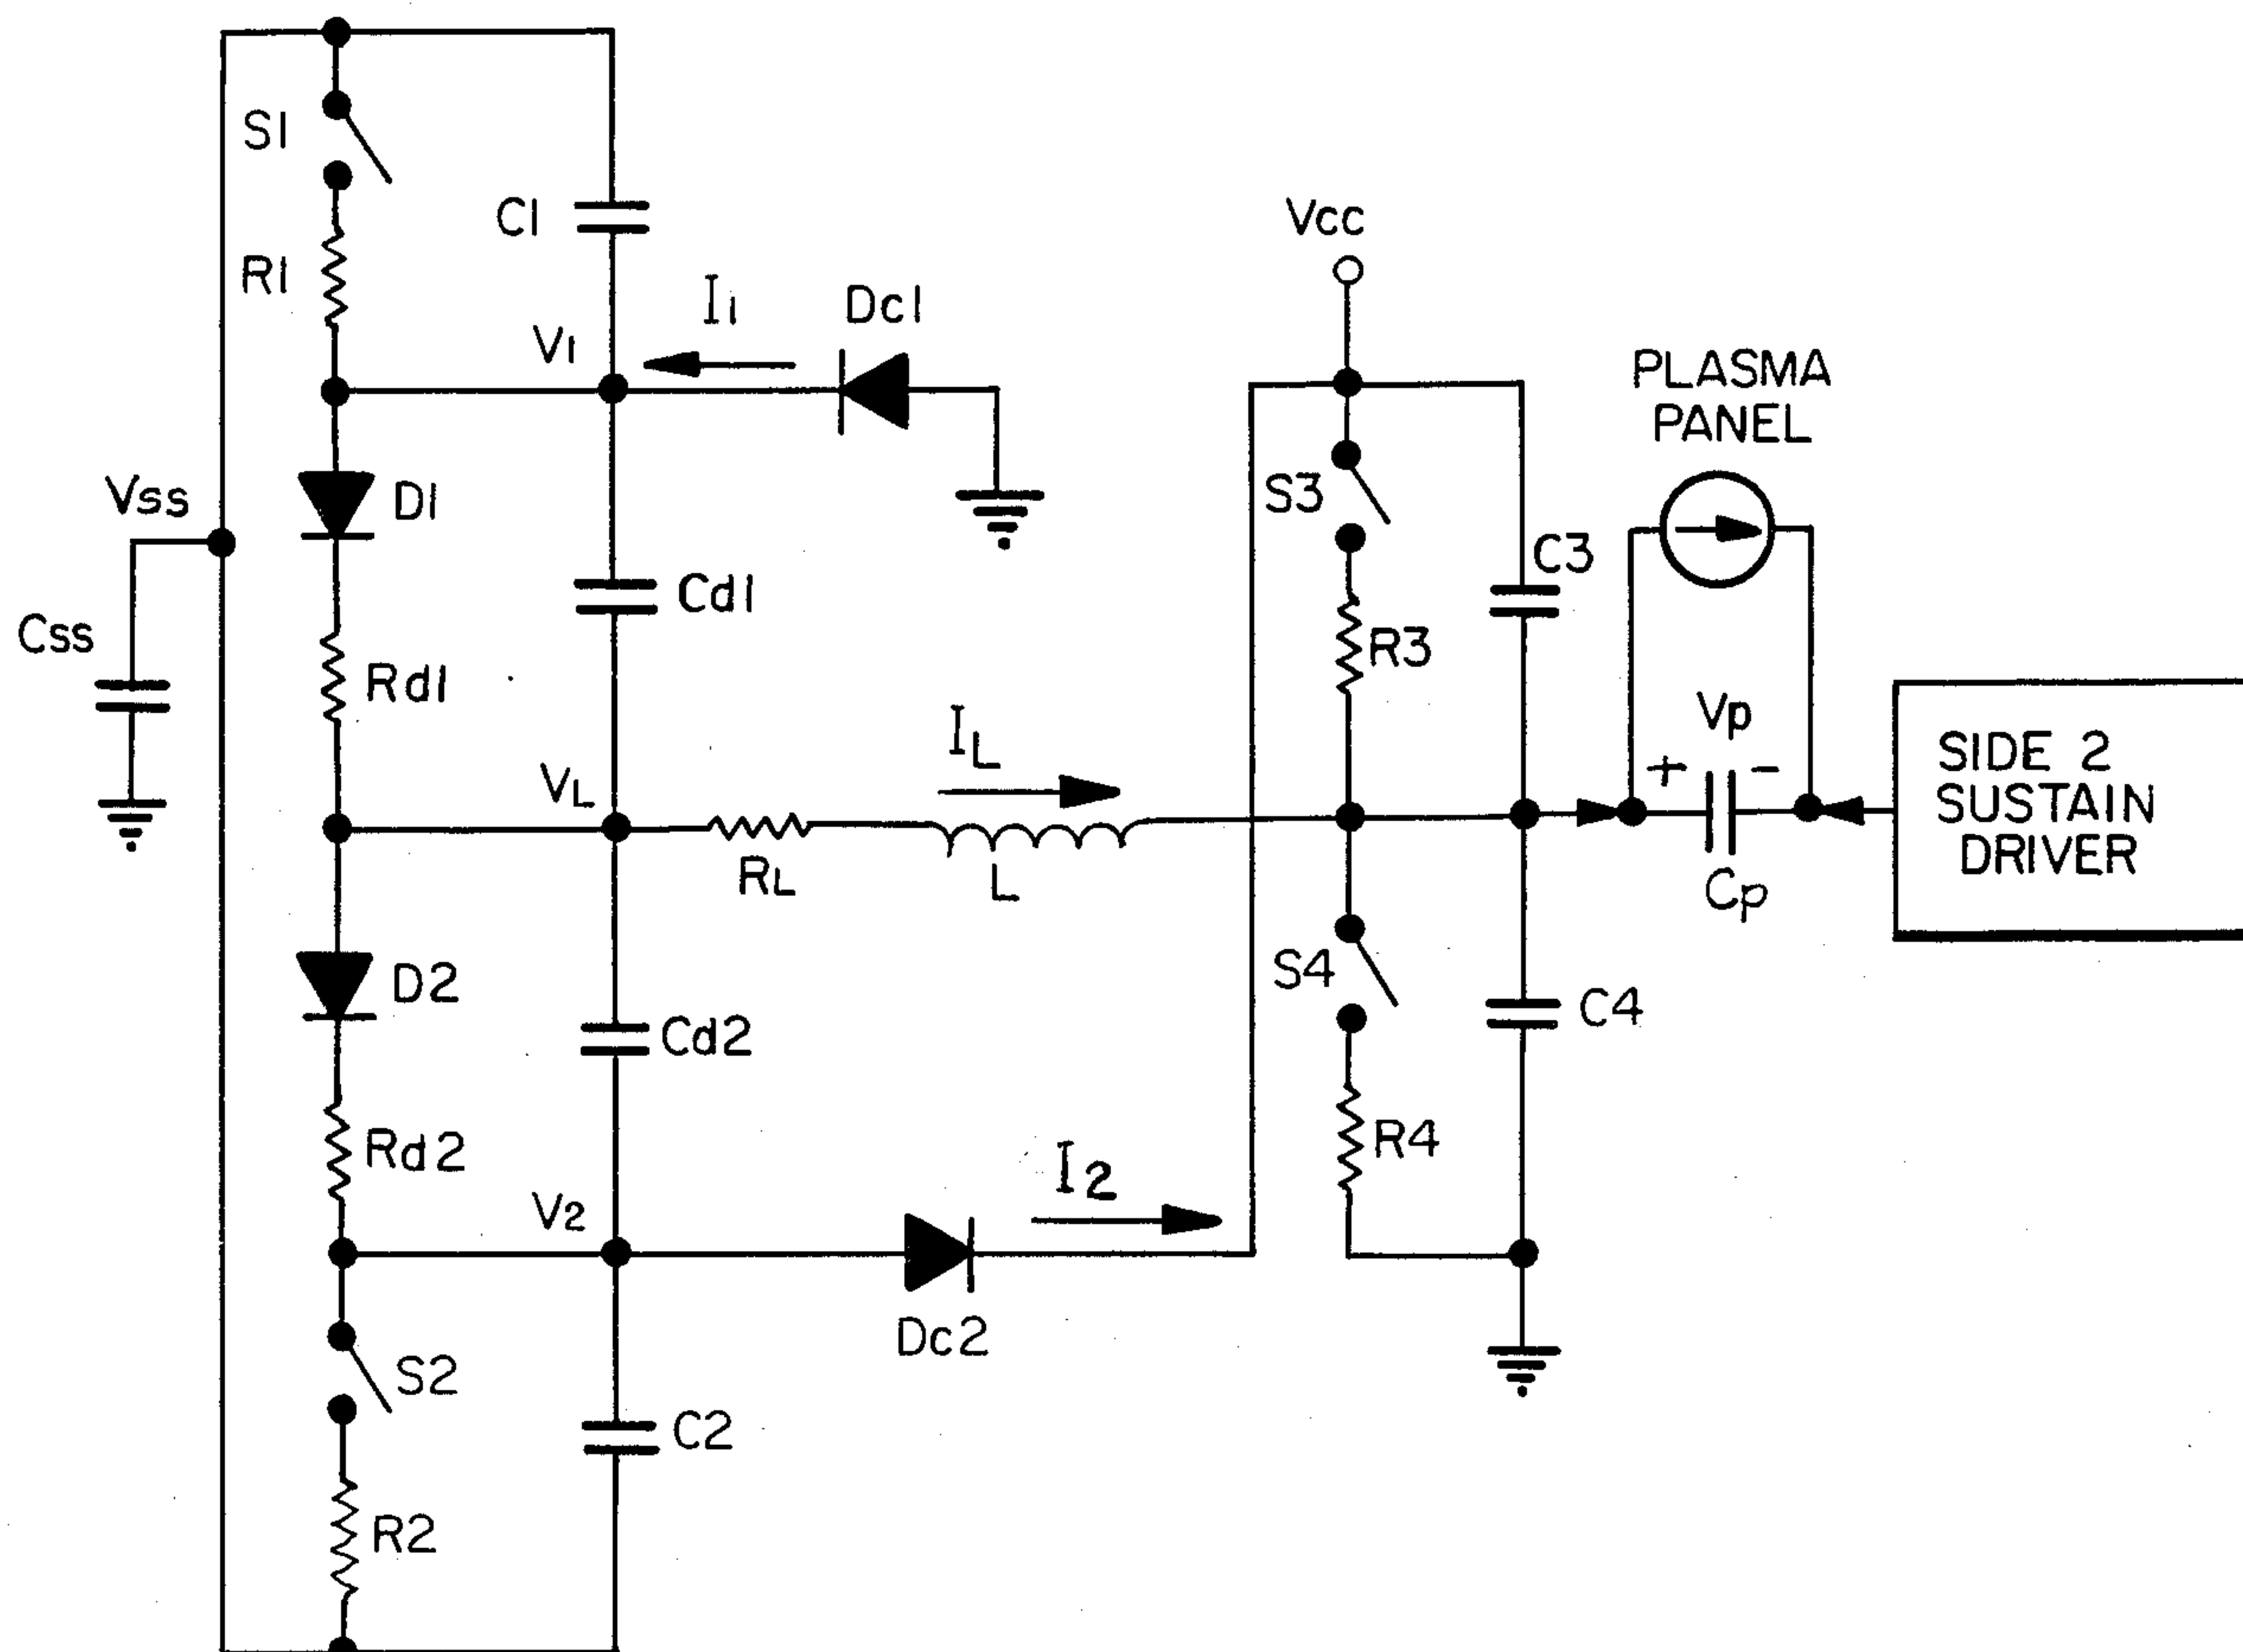 S1
C1
R1
Vcc
I1
Dc1
V1
PLASMA
PANEL
Vss
D1
S3
C3
Cd1
Css
Rd1
R3
Vp
IL
VL
+ -
SIDE 2
SUSTAIN
DRIVER
RL
L
Cp
S4
D2
C4
Cd2
Rd2
R4
I2
V2
Dc2
S2
C2
R2